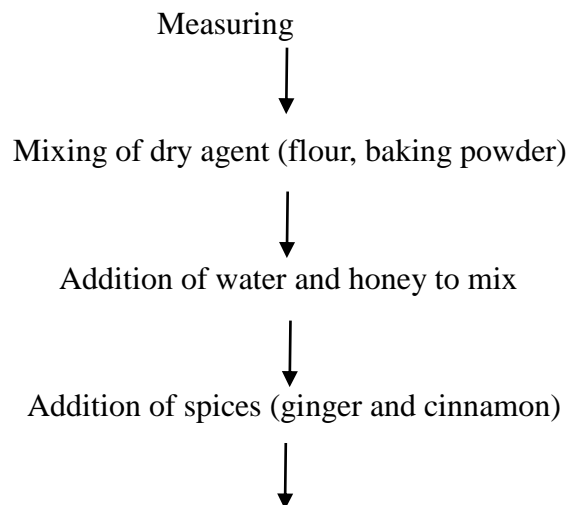 Measuring
Mixing of dry agent (flour, baking powder)
Addition of water and honey to mix
Addition of spices (ginger and cinnamon)